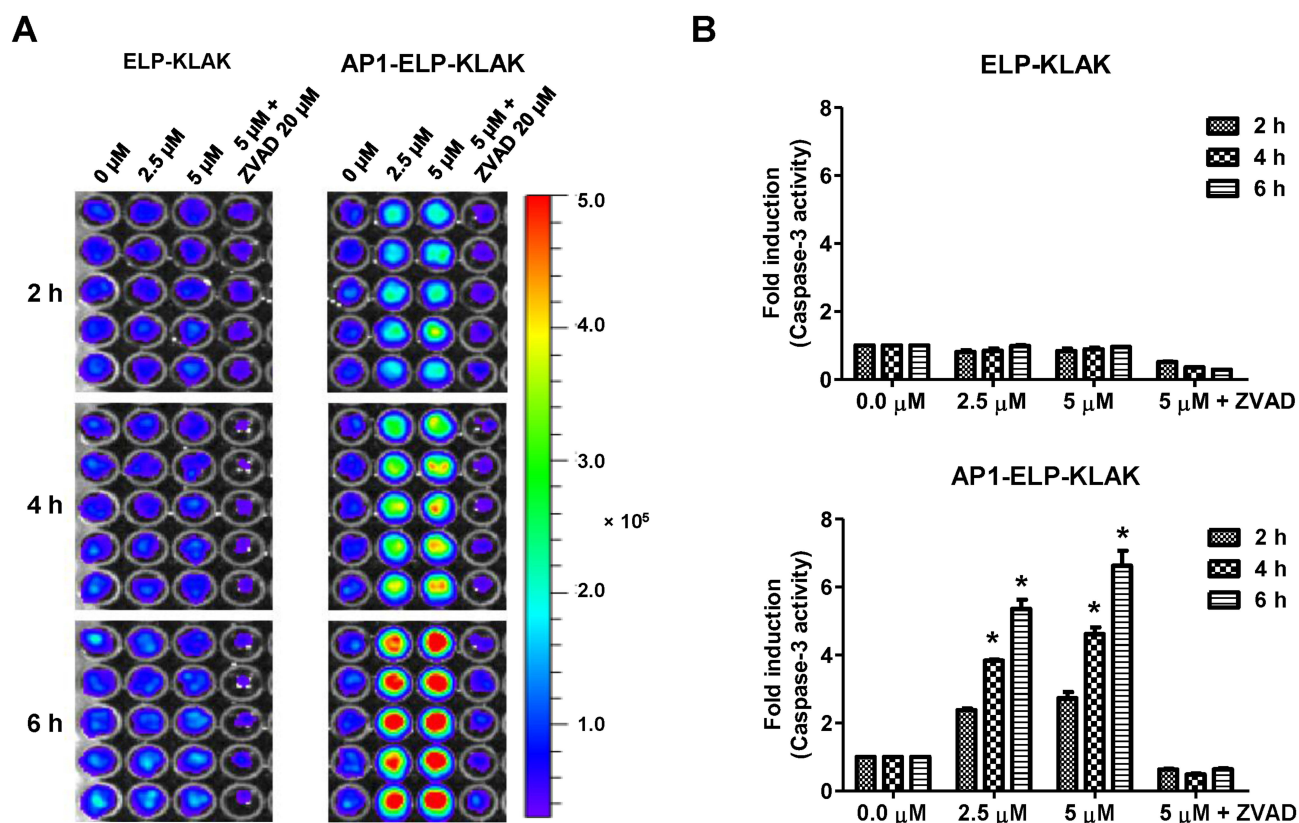 A
ELP-KLAK
AP1-ELP-KLAK
0 µM
2.5 µM
5 µM
5 µM +
ZVAD 20 µM
0 µM
2.5 µM
5 µM
5 µM +
ZVAD 20 µM
2 h
4 h
6 h
5.0
4.0
3.0
× 10⁵
2.0
1.0
B
ELP-KLAK
Fold induction
(Caspase-3 activity)
8
6
4
2
0
2 h
4 h
6 h
0.0 µM
2.5 µM
5 µM
5 µM + ZVAD
AP1-ELP-KLAK
Fold induction
(Caspase-3 activity)
8
6
4
2
0
* *
* *
2 h
4 h
6 h
0.0 µM
2.5 µM
5 µM
5 µM + ZVAD